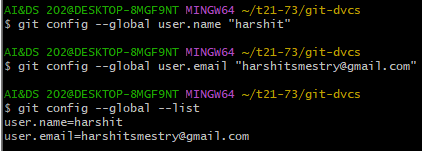 AI&DS 202@DESKTOP-8MGF9NT MINGW64 ~/t21-73/git-dvcs
$ git config --global user.name "harshit"
AI&DS 202@DESKTOP-8MGF9NT MINGW64 ~/t21-73/git-dvcs
$ git config --global user.email "harshitsmestry@gmail.com"
AI&DS 202@DESKTOP-8MGF9NT MINGW64 ~/t21-73/git-dvcs
$ git config --global --list
user.name=harshit
user.email=harshitsmestry@gmail.com